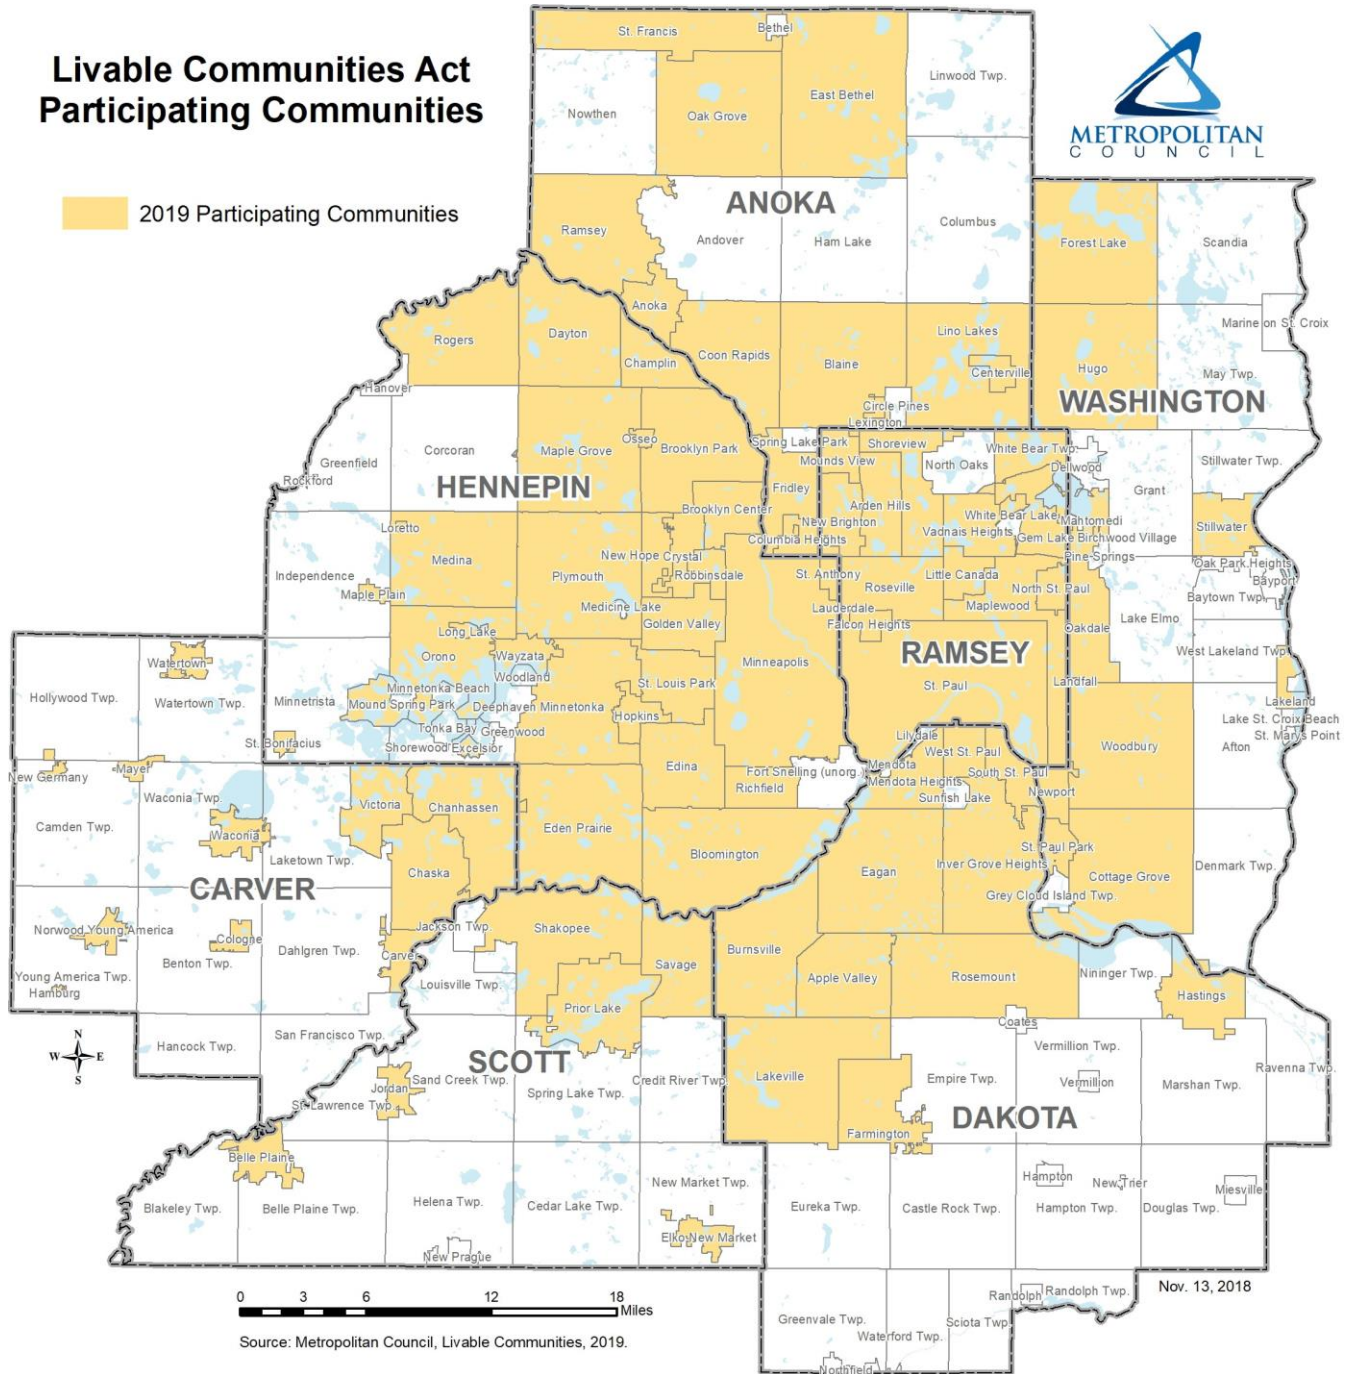 Livable Communities Act
Participating Communities
2019 Participating Communities
METROPOLITAN
COUNCIL
St. Francis
Bethel
Linwood Twp.
Nowthen
Oak Grove
East Bethel
ANOKA
Ramsey
Andover
Ham Lake
Columbus
Forest Lake
Scandia
Anoka
Rogers
Dayton
Champlin
Coon Rapids
Blaine
Lino Lakes
Centerville
Hugo
Marine on St. Croix
May Twp.
WASHINGTON
Hanover
Circle Pines
Lexington
Corcoran
Greenfield
Rockford
HENNEPIN
Maple Grove
Osseo
Brooklyn Park
Spring Lake Park
Mounds View
Shoreview
North Oaks
White Bear Twp.
Dellwood
Grant
Stillwater Twp.
Fridley
Arden Hills
New Brighton
Columbia Heights
Brooklyn Center
White Bear Lake
Mahtomedi
Vadnais Heights
Gem Lake
Birchwood Village
Pine Springs
Stillwater
Oak Park Heights
Bayport
Baytown Twp.
Loretto
Medina
Independence
Maple Plain
Plymouth
New Hope
Crystal
Robbinsdale
Medicine Lake
Golden Valley
St. Anthony
Roseville
Little Canada
North St. Paul
Maplewood
Lauderdale
Falcon Heights
Oakdale
Lake Elmo
West Lakeland Twp.
RAMSEY
Long Lake
Orono
Wayzata
Woodland
Minneapolis
St. Paul
Landfall
Minnetrista
Minnetonka Beach
Mound
Spring Park
Deephaven
Minnetonka
St. Louis Park
Hopkins
Tonka Bay
Greenwood
Shorewood
Excelsior
St. Bonifacius
Lakeland
Lake St. Croix Beach
St. Mary's Point
Afton
Woodbury
Watertown
Hollywood Twp.
Watertown Twp.
New Germany
Mayer
Waconia Twp.
Camden Twp.
Waconia
Laketown Twp.
Victoria
Chanhassen
Chaska
CARVER
Edina
Richfield
Fort Snelling (unorg.)
Lilydale
Mendota
Mendota Heights
West St. Paul
South St. Paul
Sunfish Lake
Newport
Eden Prairie
Bloomington
Eagan
Inver Grove Heights
St. Paul Park
Grey Cloud Island Twp.
Cottage Grove
Denmark Twp.
Norwood Young America
Cologne
Benton Twp.
Dahlgren Twp.
Young America Twp.
Hamburg
Carver
Jackson Twp.
Louisville Twp.
Shakopee
Savage
Prior Lake
Burnsville
Apple Valley
Rosemount
Nininger Twp.
Hastings
Hancock Twp.
San Francisco Twp.
N
W
E
S
SCOTT
Jordan
Sand Creek Twp.
St. Lawrence Twp.
Spring Lake Twp.
Credit River Twp.
Lakeville
Farmington
Empire Twp.
Coates
Vermillion Twp.
Vermillion
Marshan Twp.
Ravenna Twp.
DAKOTA
Belle Plaine
Blakeley Twp.
Belle Plaine Twp.
Helena Twp.
New Prague
Cedar Lake Twp.
New Market Twp.
Elko New Market
Eureka Twp.
Castle Rock Twp.
Hampton
New Trier
Hampton Twp.
Douglas Twp.
Miesville
Randolph
Randolph Twp.
Greenvale Twp.
Waterford Twp.
Sciota Twp.
Northfield
Nov. 13, 2018
0 3 6 12 18
Miles
Source: Metropolitan Council, Livable Communities, 2019.